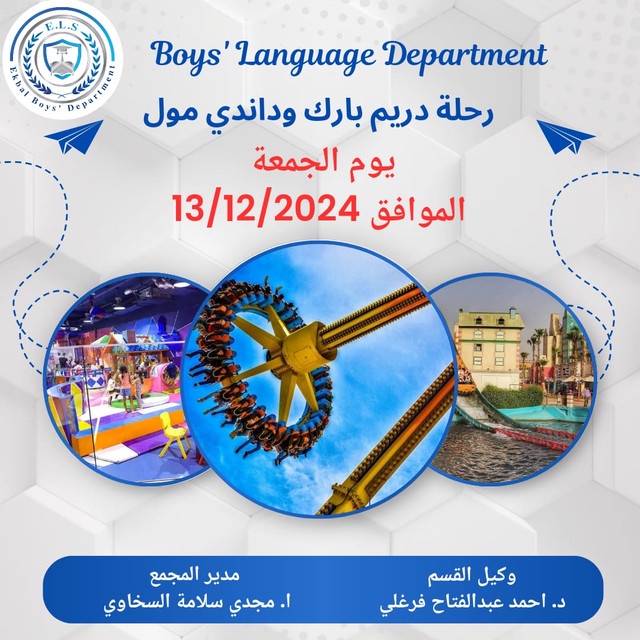 E.L.S
Ekbal Boys' Department
Boys' Language Department
رحلة دريم بارك وداندي مول
يوم الجمعة
الموافق 13/12/2024
وكيل القسم
د. احمد عبدالفتاح فرغلي
مدير المجمع
ا. مجدي سلامة السخاوي